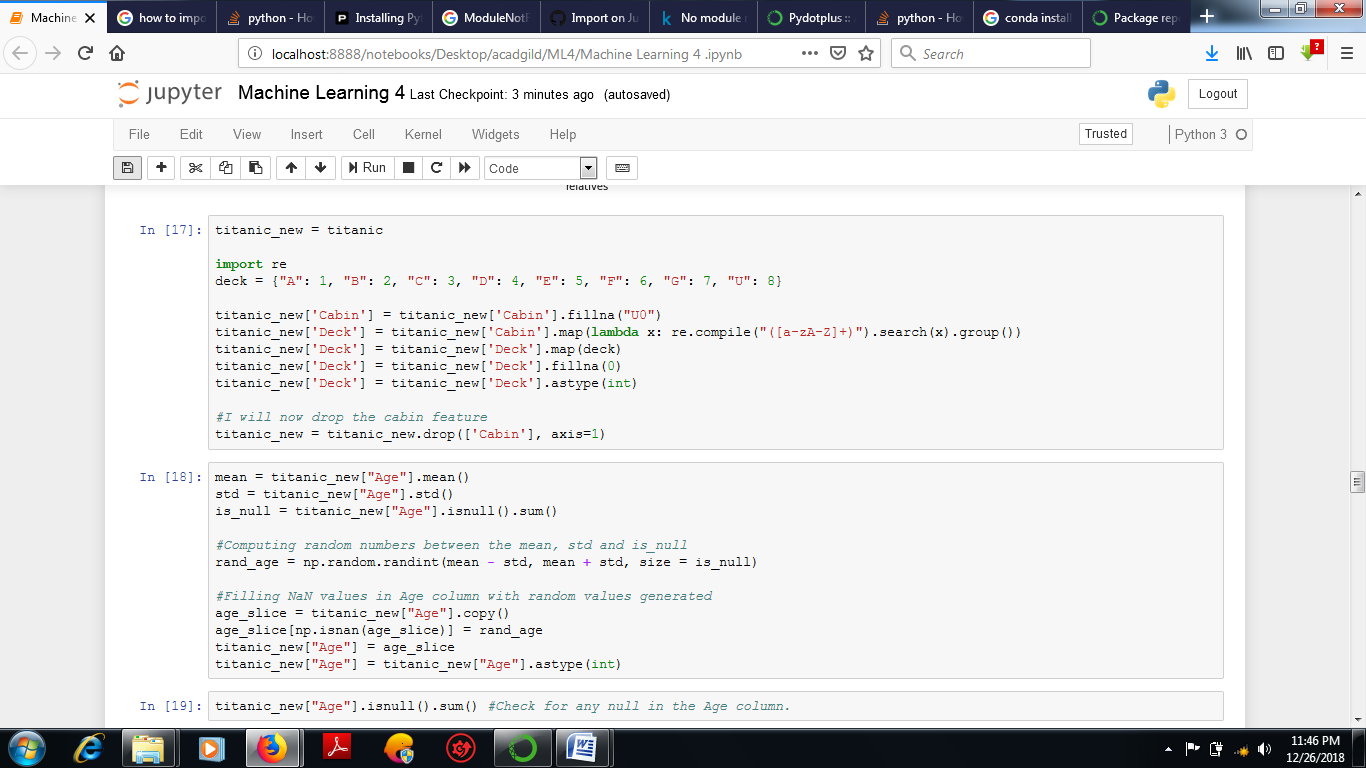 Machine
how to impo
python - Ho
Installing Py
ModuleNotF
Import on Ju
No module
Pydotplus ::
python - Ho
conda install
Package rep
localhost:8888/notebooks/Desktop/acadgild/ML4/Machine Learning 4 .ipynb
Search
jupyter Machine Learning 4 Last Checkpoint: 3 minutes ago (autosaved)
Logout
File Edit View Insert Cell Kernel Widgets Help
Trusted
Python 3
Run
Code
relatives
In [17]:
titanic_new = titanic
import re
deck = {"A": 1, "B": 2, "C": 3, "D": 4, "E": 5, "F": 6, "G": 7, "U": 8}
titanic_new['Cabin'] = titanic_new['Cabin'].fillna("U0")
titanic_new['Deck'] = titanic_new['Cabin'].map(lambda x: re.compile("([a-zA-Z]+)").search(x).group())
titanic_new['Deck'] = titanic_new['Deck'].map(deck)
titanic_new['Deck'] = titanic_new['Deck'].fillna(0)
titanic_new['Deck'] = titanic_new['Deck'].astype(int)
#I will now drop the cabin feature
titanic_new = titanic_new.drop(['Cabin'], axis=1)
In [18]:
mean = titanic_new["Age"].mean()
std = titanic_new["Age"].std()
is_null = titanic_new["Age"].isnull().sum()
#Computing random numbers between the mean, std and is_null
rand_age = np.random.randint(mean - std, mean + std, size = is_null)
#Filling NaN values in Age column with random values generated
age_slice = titanic_new["Age"].copy()
age_slice[np.isnan(age_slice)] = rand_age
titanic_new["Age"] = age_slice
titanic_new["Age"] = titanic_new["Age"].astype(int)
In [19]:
titanic_new["Age"].isnull().sum() #Check for any null in the Age column.
11:46 PM
12/26/2018